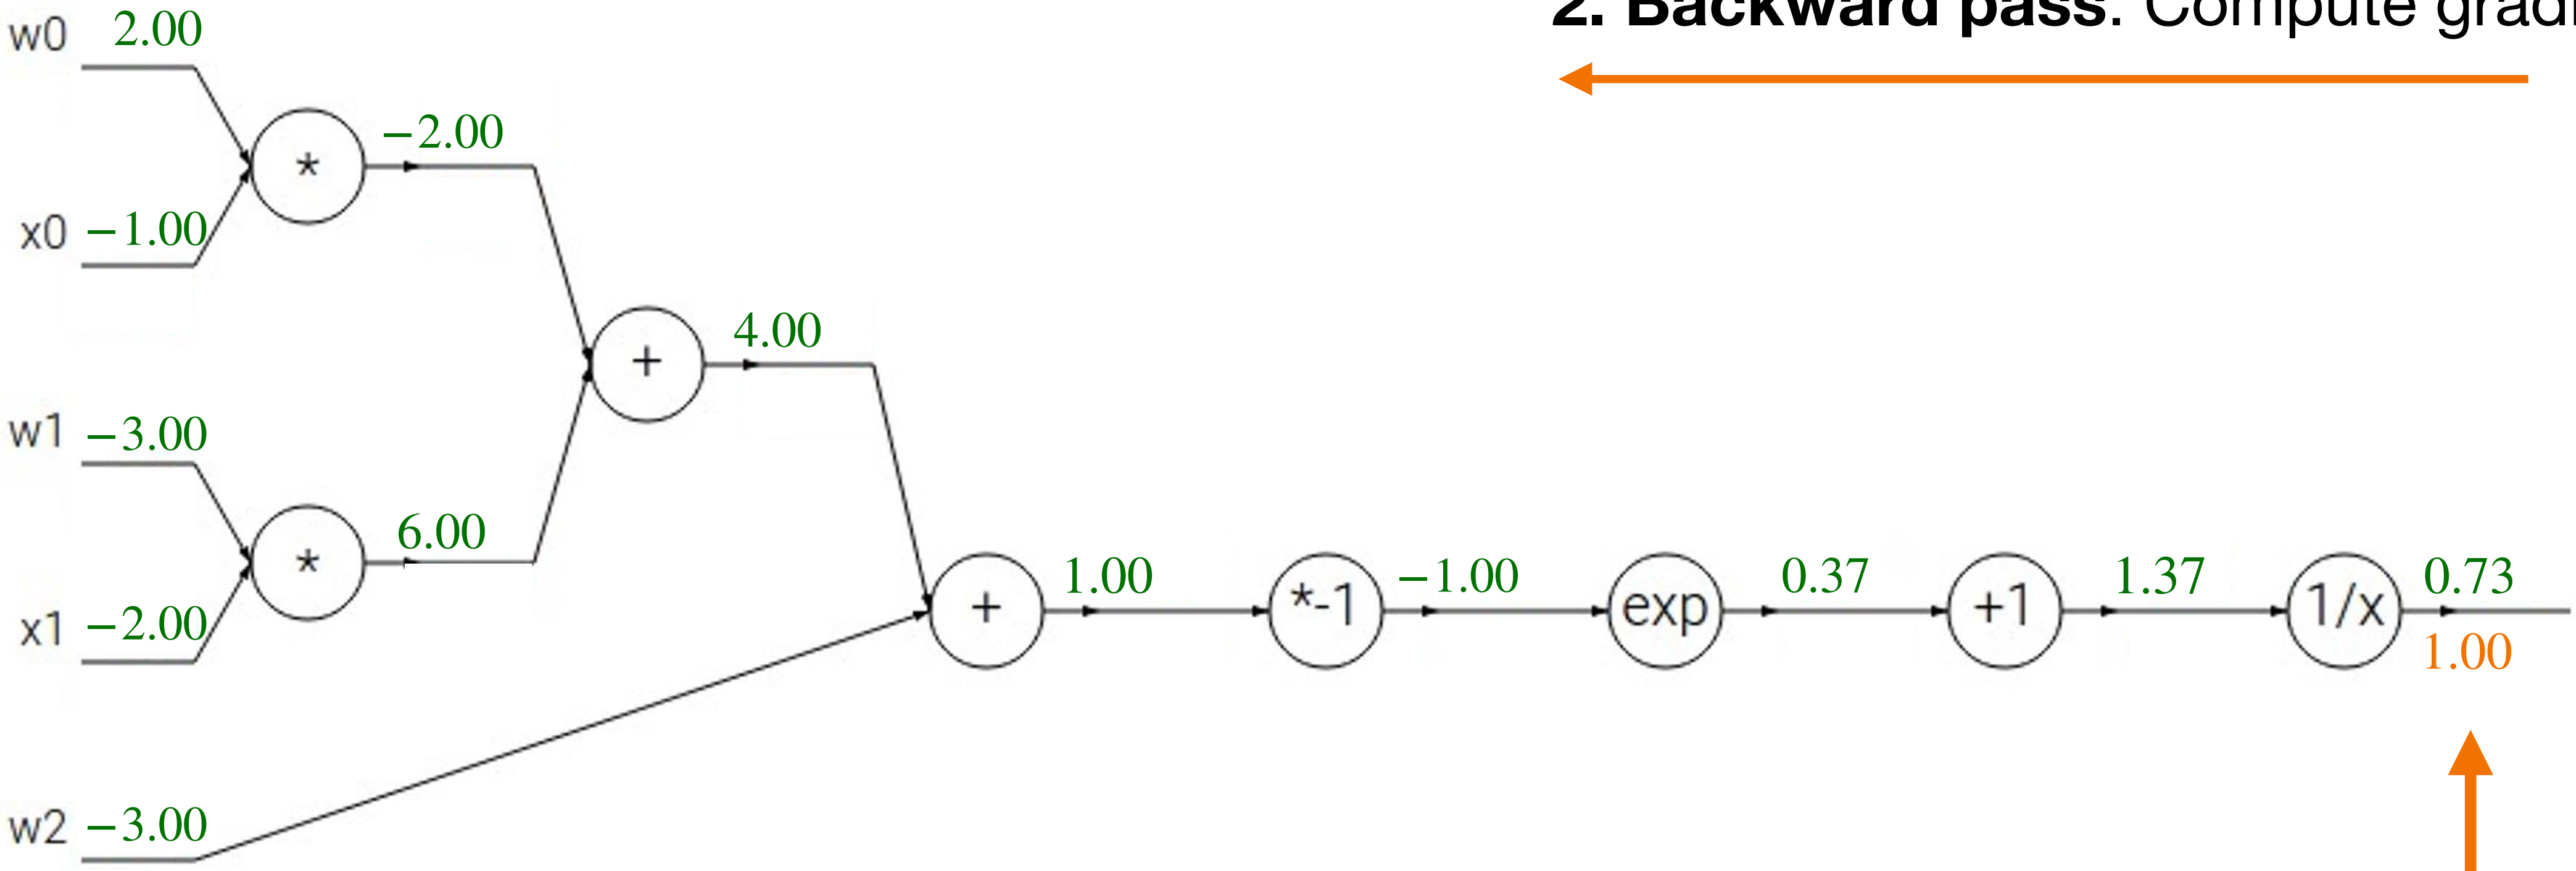 2. Backward pass. Compute grad
w0 2.00
−2.00
*
x0 −1.00
4.00
+
w1 −3.00
6.00
*
x1 −2.00
+ 1.00 *-1 −1.00 exp 0.37 +1 1.37 1/x 0.73
1.00
w2 −3.00